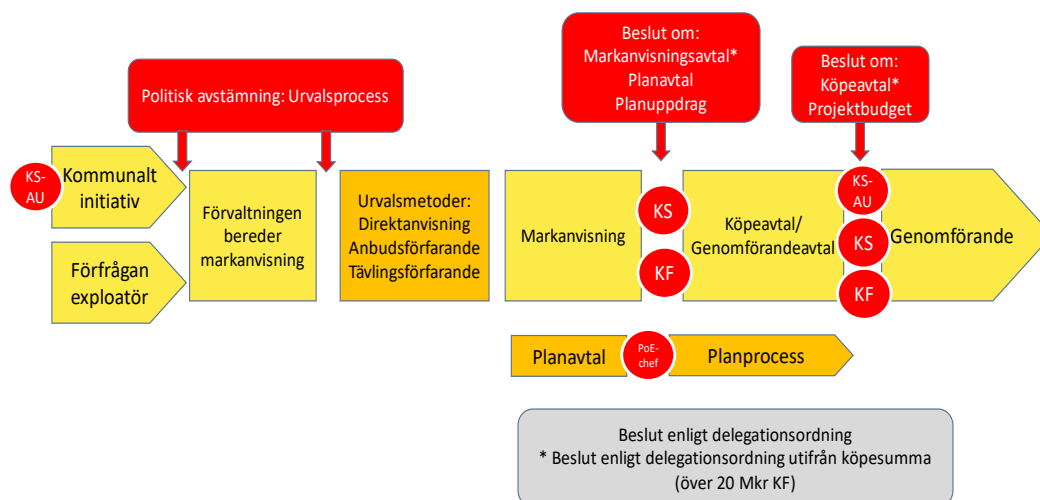 Politisk avstämning: Urvalsprocess
Beslut om:
Markanvisningsavtal*
Planavtal
Planuppdrag
Beslut om:
Köpeavtal*
Projektbudget
KS-
AU
Kommunalt
initiativ
Förfrågan
exploatör
Förvaltningen
bereder
markanvisning
Urvalsmetoder:
Direktanvisning
Anbudsförfarande
Tävlingsförfarande
Markanvisning
KS
KF
Köpeavtal/
Genomförandeavtal
KS-
AU
KS
KF
Genomförande
Planavtal
PoE-
chef
Planprocess
Beslut enligt delegationsordning
* Beslut enligt delegationsordning utifrån köpesumma
(över 20 Mkr KF)